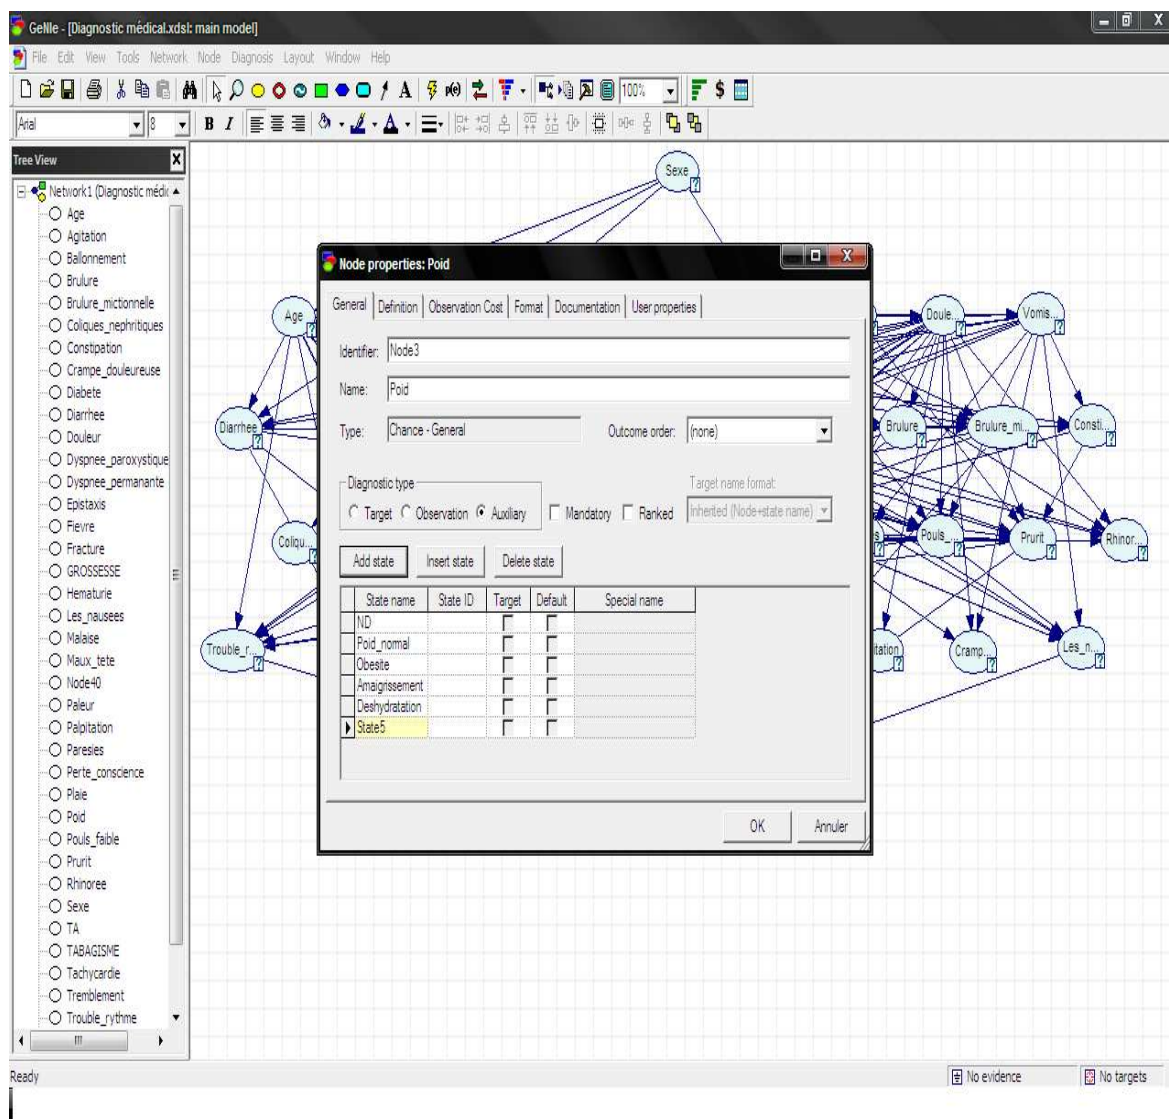 GeNIe - [Diagnostic médical.xdsl: main model]
File Edit View Tools Network Node Diagnosis Layout Window Help
A P(e) 100% $
Arial 8 B I A
Tree View X
Network1 (Diagnostic médic
Age
Agitation
Ballonnement
Brulure
Brulure_mictionnelle
Coliques_nephritiques
Constipation
Crampe_douleureuse
Diabete
Diarrhee
Douleur
Dyspnee_paroxystique
Dyspnee_permanante
Epistaxis
Fievre
Fracture
GROSSESSE
Hematurie
Les_nausees
Malaise
Maux_tete
Node40
Paleur
Palpitation
Paresies
Perte_conscience
Plaie
Poid
Pouls_faible
Prurit
Rhinoree
Sexe
TA
TABAGISME
Tachycardie
Tremblement
Trouble_rythme
Sexe
?
Age
?
Doule...
?
Vomis...
?
Diarrhee
?
Brulure
?
Brulure_mi...
?
Consti...
?
Coliqu...
?
Pouls_...
?
Prurit
?
Rhinor...
?
Trouble_r...
?
itation
?
Cramp...
?
Les_n...
?
Node properties: Poid
General Definition Observation Cost Format Documentation User properties
Identifier: Node3
Name: Poid
Type: Chance - General Outcome order: (none)
Diagnostic type Target name format:
Target Observation Auxiliary Mandatory Ranked Inherited (Node+state name)
Add state Insert state Delete state
State name State ID Target Default Special name
ND
Poid_normal
Obesite
Amaigrissement
Deshydratation
State5
OK Annuler
Ready No evidence No targets